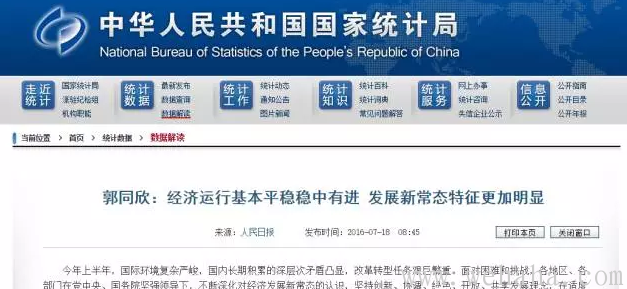 中华人民共和国国家统计局
National Bureau of Statistics of the People's Republic of China
走近统计 国家统计局 派驻纪检组 机构职能
统计数据 最新发布 数据查询 数据解读
统计工作 统计动态 通知公告 图片新闻
统计知识 统计百科 统计词典 常见问题解答
统计服务 网上办事 统计咨询 失信企业公示
信息公开 公开指南 公开目录 公开年报
当前位置 > 首页 > 统计数据 > 数据解读
郭同欣：经济运行基本平稳稳中有进 发展新常态特征更加明显
来源：人民日报 发布时间：2016-07-18 08:45 打印本页 关闭窗口
今年上半年，国际环境复杂严峻，国内长期积累的深层次矛盾凸显，改革转型任务艰巨繁重。面对困难和挑战，各地区、各
部门在党中央、国务院坚强领导下，不断深化对经济发展新常态的认识，坚持创新、协调、绿色、开放、共享发展理念，在适度